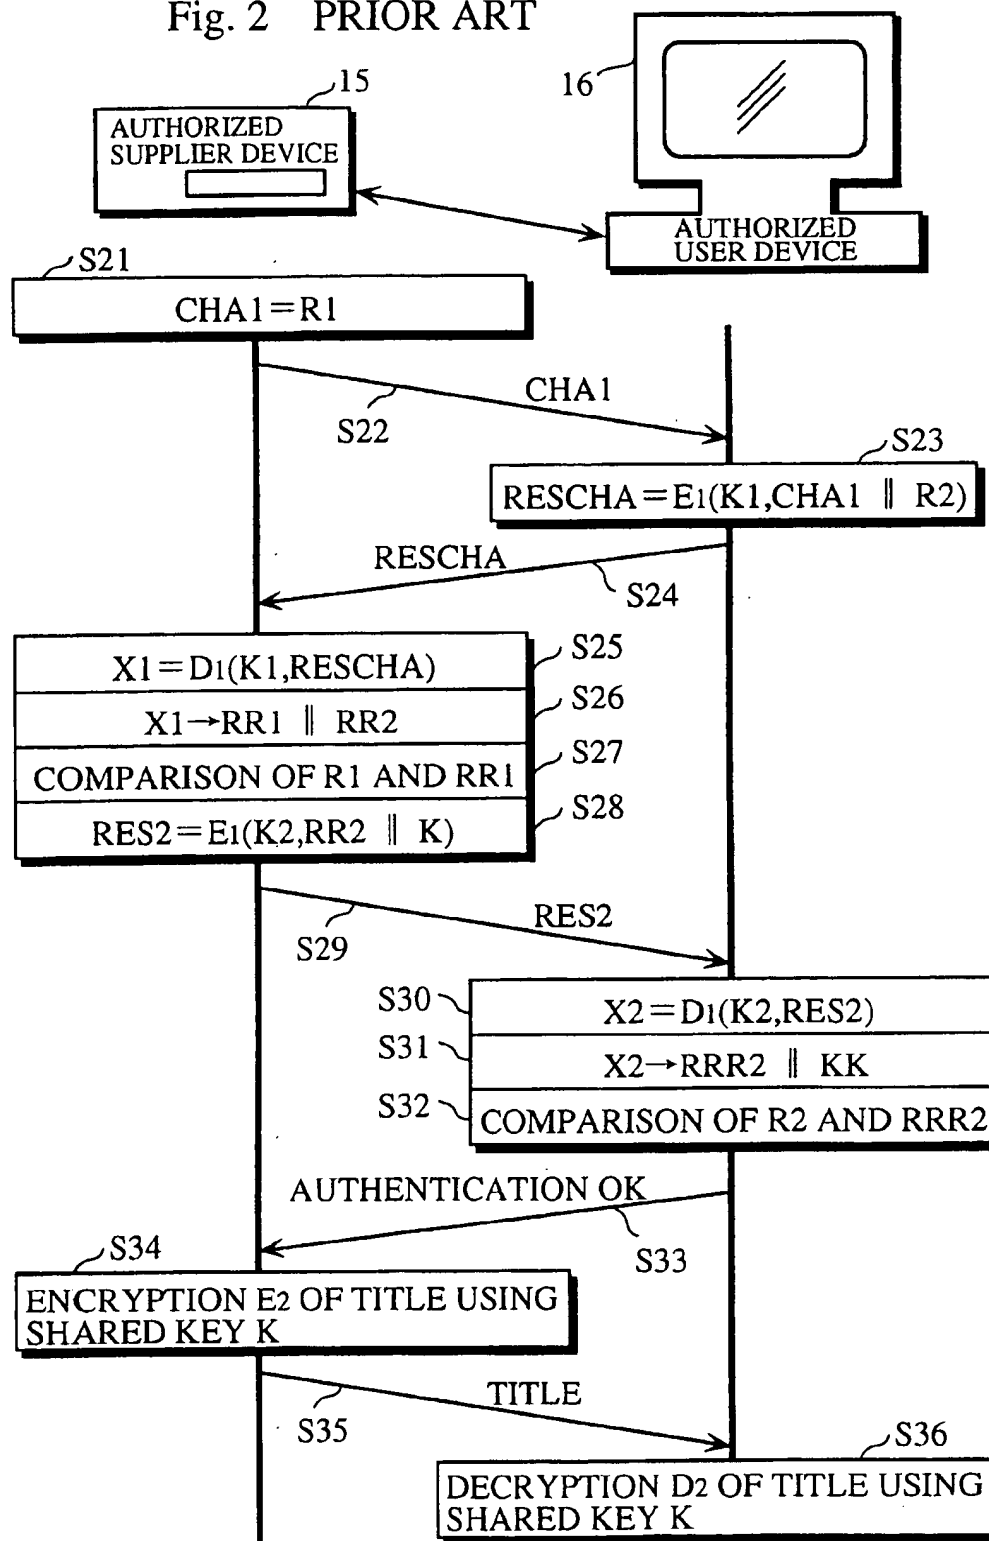 Fig. 2 PRIOR ART
15
16
AUTHORIZED
SUPPLIER DEVICE
AUTHORIZED
USER DEVICE
S21
CHA1=R1
CHA1
S22
S23
RESCHA=E1(K1,CHA1 ∥ R2)
RESCHA
S24
X1=D1(K1,RESCHA)
S25
X1→RR1 ∥ RR2
S26
COMPARISON OF R1 AND RR1
S27
RES2=E1(K2,RR2 ∥ K)
S28
RES2
S29
S30
X2=D1(K2,RES2)
S31
X2→RRR2 ∥ KK
S32
COMPARISON OF R2 AND RRR2
AUTHENTICATION OK
S33
S34
ENCRYPTION E2 OF TITLE USING
SHARED KEY K
TITLE
S35
S36
DECRYPTION D2 OF TITLE USING
SHARED KEY K